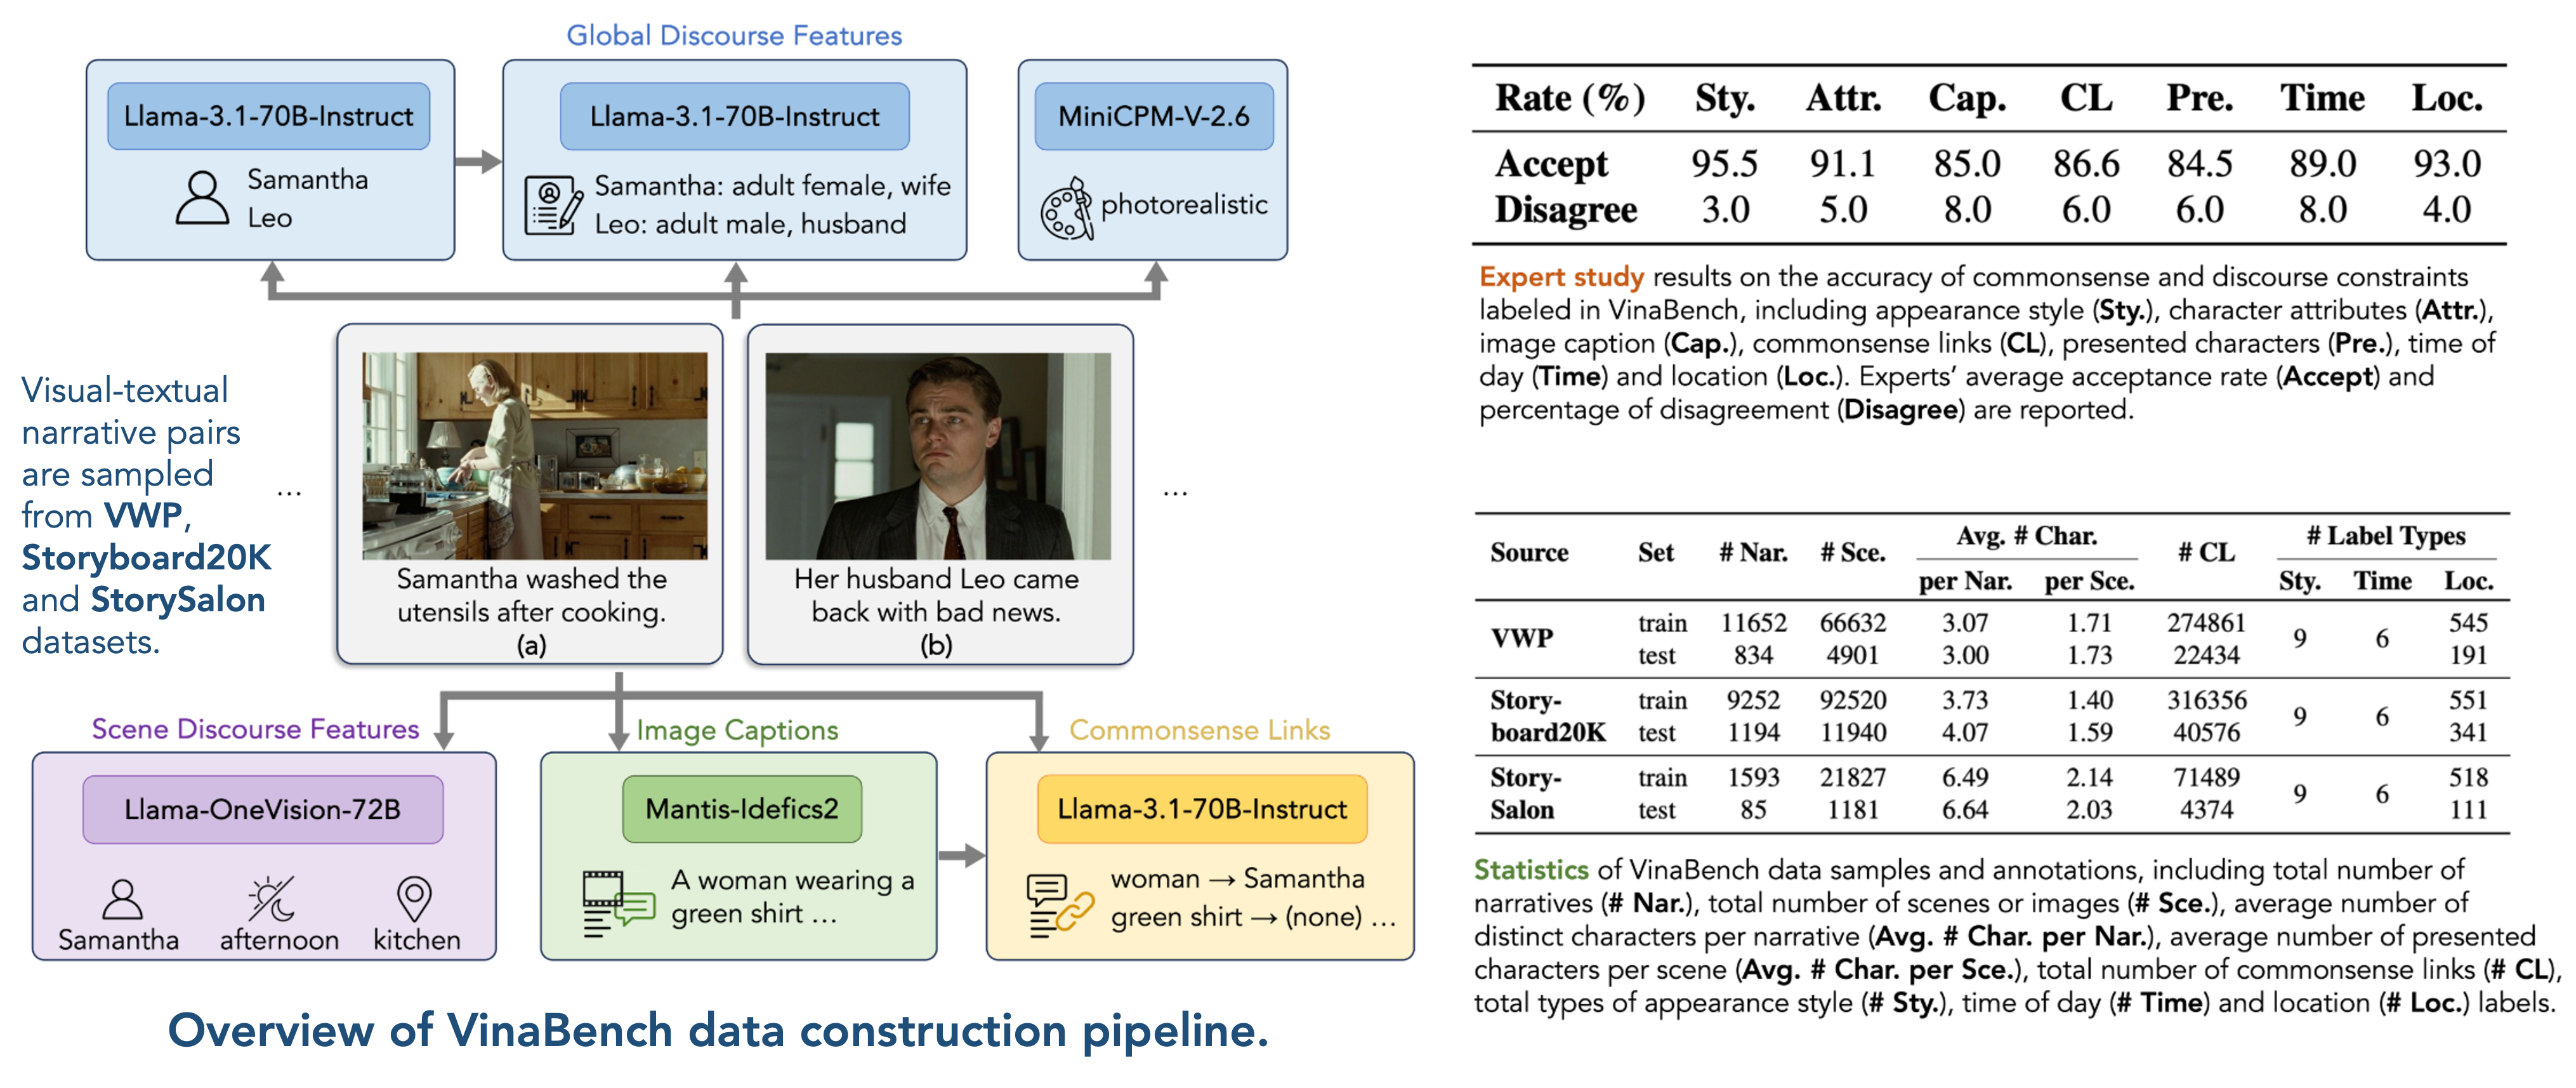 Global Discourse Features
Llama-3.1-70B-Instruct
Samantha
Leo
Llama-3.1-70B-Instruct
Samantha: adult female, wife
Leo: adult male, husband
MiniCPM-V-2.6
photorealistic
Visual-textual
narrative pairs
are sampled
from VWP,
Storyboard20K
and StorySalon
datasets.
...
Samantha washed the
utensils after cooking.
(a)
Her husband Leo came
back with bad news.
(b)
...
Scene Discourse Features
Llama-OneVision-72B
Samantha afternoon kitchen
Image Captions
Mantis-Idefics2
A woman wearing a
green shirt ...
Commonsense Links
Llama-3.1-70B-Instruct
woman → Samantha
green shirt → (none) ...
Overview of VinaBench data construction pipeline.
Rate (%) Sty. Attr. Cap. CL Pre. Time Loc.
Accept 95.5 91.1 85.0 86.6 84.5 89.0 93.0
Disagree 3.0 5.0 8.0 6.0 6.0 8.0 4.0
Expert study results on the accuracy of commonsense and discourse constraints
labeled in VinaBench, including appearance style (Sty.), character attributes (Attr.),
image caption (Cap.), commonsense links (CL), presented characters (Pre.), time of
day (Time) and location (Loc.). Experts' average acceptance rate (Accept) and
percentage of disagreement (Disagree) are reported.
Avg. # Char. # Label Types
Source Set # Nar. # Sce. # CL
per Nar. per Sce. Sty. Time Loc.
train 11652 66632 3.07 1.71 274861 545
VWP 9 6
test 834 4901 3.00 1.73 22434 191
Story- train 9252 92520 3.73 1.40 316356 551
9 6
board20K test 1194 11940 4.07 1.59 40576 341
Story- train 1593 21827 6.49 2.14 71489 518
9 6
Salon test 85 1181 6.64 2.03 4374 111
Statistics of VinaBench data samples and annotations, including total number of
narratives (# Nar.), total number of scenes or images (# Sce.), average number of
distinct characters per narrative (Avg. # Char. per Nar.), average number of presented
characters per scene (Avg. # Char. per Sce.), total number of commonsense links (# CL),
total types of appearance style (# Sty.), time of day (# Time) and location (# Loc.) labels.